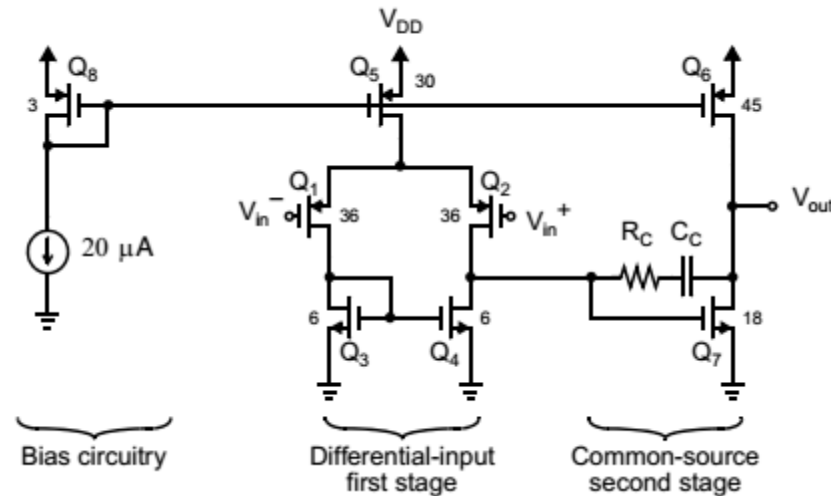 V_DD
Q_8 Q_5 Q_6
3 30 45
Q_1 Q_2
V_in^- 36 36 V_in^+ V_out
20 μA
R_C C_C
6 6 18
Q_3 Q_4 Q_7
Bias circuitry
Differential-input
first stage
Common-source
second stage